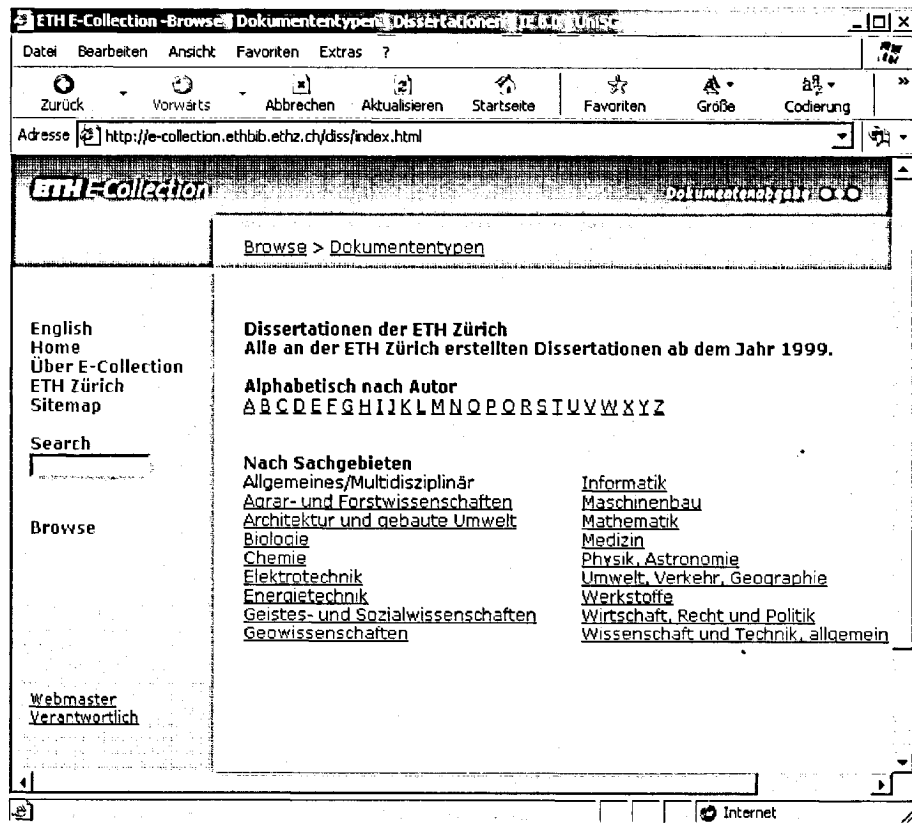 ETH E-Collection -Browse Dokumententypen Dissertationen IE 6.0 UniSG
Datei Bearbeiten Ansicht Favoriten Extras ?
Zurück Vorwärts Abbrechen Aktualisieren Startseite Favoriten Größe Codierung »
Adresse http://e-collection.ethbib.ethz.ch/diss/index.html
ETH E-Collection Dokumentenabgabe
Browse > Dokumententypen
English
Home
Über E-Collection
ETH Zürich
Sitemap
Search
Browse
Webmaster
Verantwortlich
Dissertationen der ETH Zürich
Alle an der ETH Zürich erstellten Dissertationen ab dem Jahr 1999.
Alphabetisch nach Autor
A B C D E F G H I J K L M N O P Q R S T U V W X Y Z
Nach Sachgebieten
Allgemeines/Multidisziplinär
Agrar- und Forstwissenschaften
Architektur und gebaute Umwelt
Biologie
Chemie
Elektrotechnik
Energietechnik
Geistes- und Sozialwissenschaften
Geowissenschaften
Informatik
Maschinenbau
Mathematik
Medizin
Physik, Astronomie
Umwelt, Verkehr, Geographie
Werkstoffe
Wirtschaft, Recht und Politik
Wissenschaft und Technik, allgemein
Internet